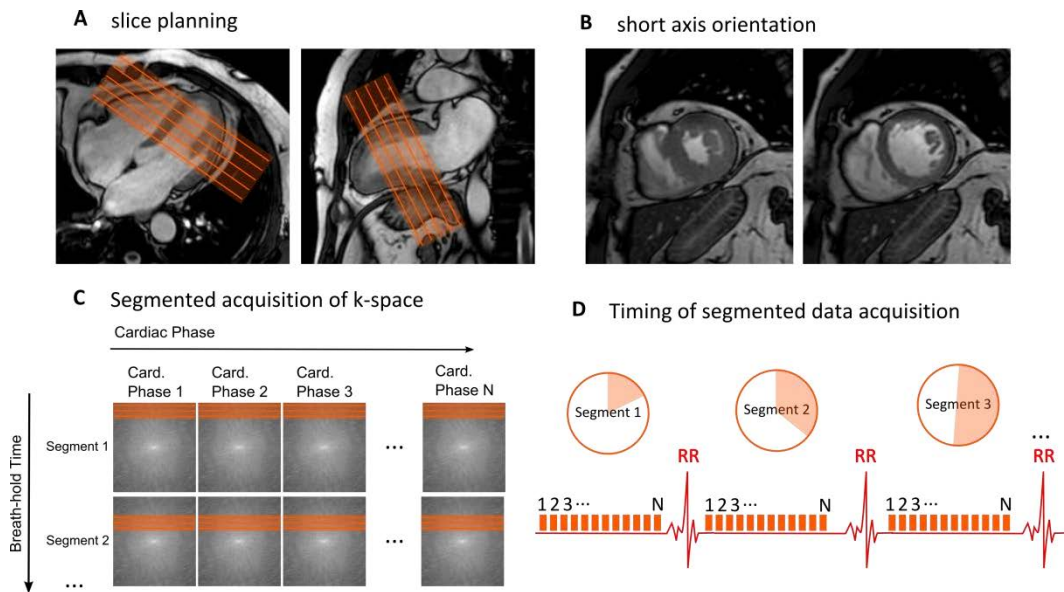 A slice planning
B short axis orientation
C Segmented acquisition of k-space
Cardiac Phase
Card. Phase 1
Card. Phase 2
Card. Phase 3
Card. Phase N
Breath-hold Time
Segment 1
...
Segment 2
...
...
D Timing of segmented data acquisition
Segment 1
Segment 2
Segment 3
...
RR
RR
RR
1 2 3 ... N
1 2 3 ... N
1 2 3 ... N